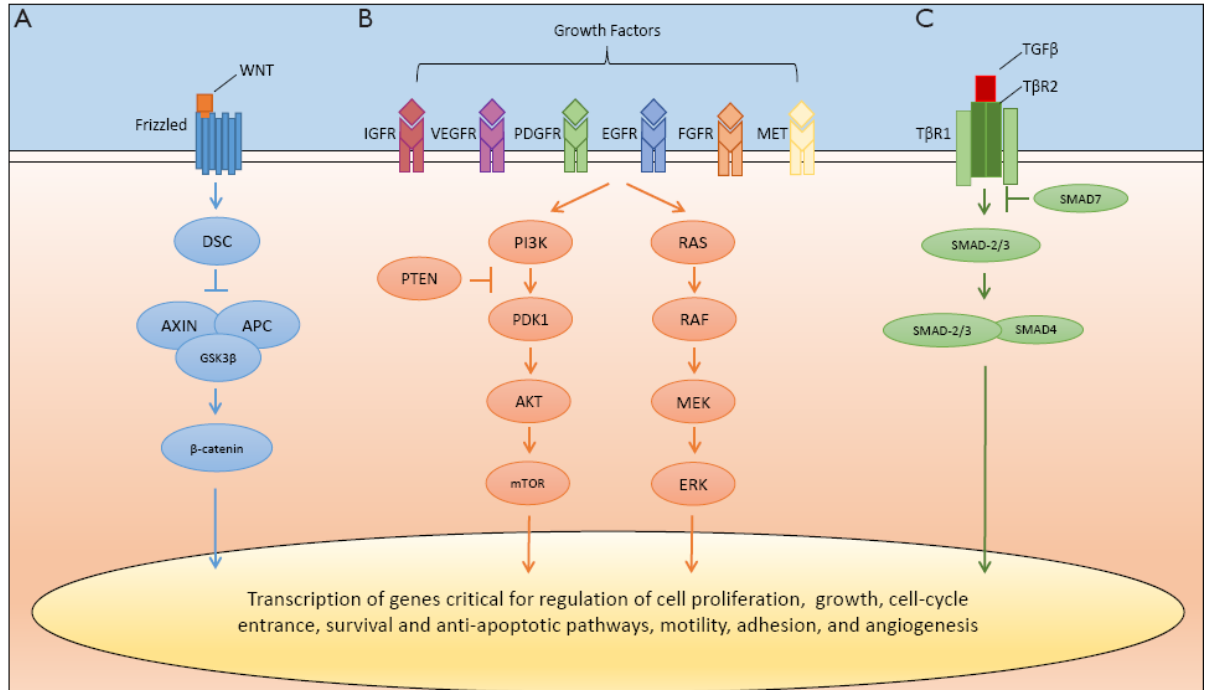 A
WNT
Frizzled
DSC
AXIN
APC
GSK3β
β-catenin
B
Growth Factors
IGFR
VEGFR
PDGFR
EGFR
FGFR
MET
PI3K
PTEN
PDK1
AKT
mTOR
RAS
RAF
MEK
ERK
C
TGFβ
TβR2
TβR1
SMAD7
SMAD-2/3
SMAD-2/3
SMAD4
Transcription of genes critical for regulation of cell proliferation, growth, cell-cycle
entrance, survival and anti-apoptotic pathways, motility, adhesion, and angiogenesis